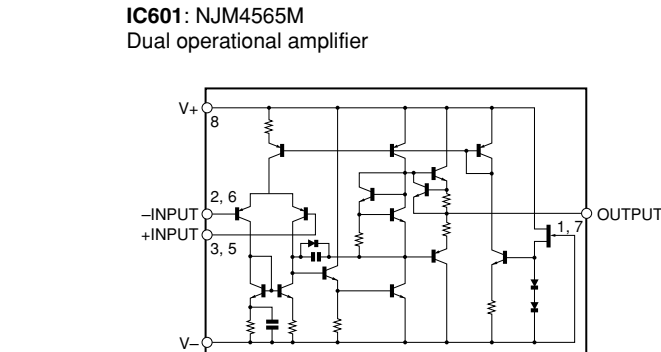 IC601: NJM4565M
Dual operational amplifier
V+
8
2, 6
–INPUT
+INPUT
3, 5
OUTPUT
1, 7
V–